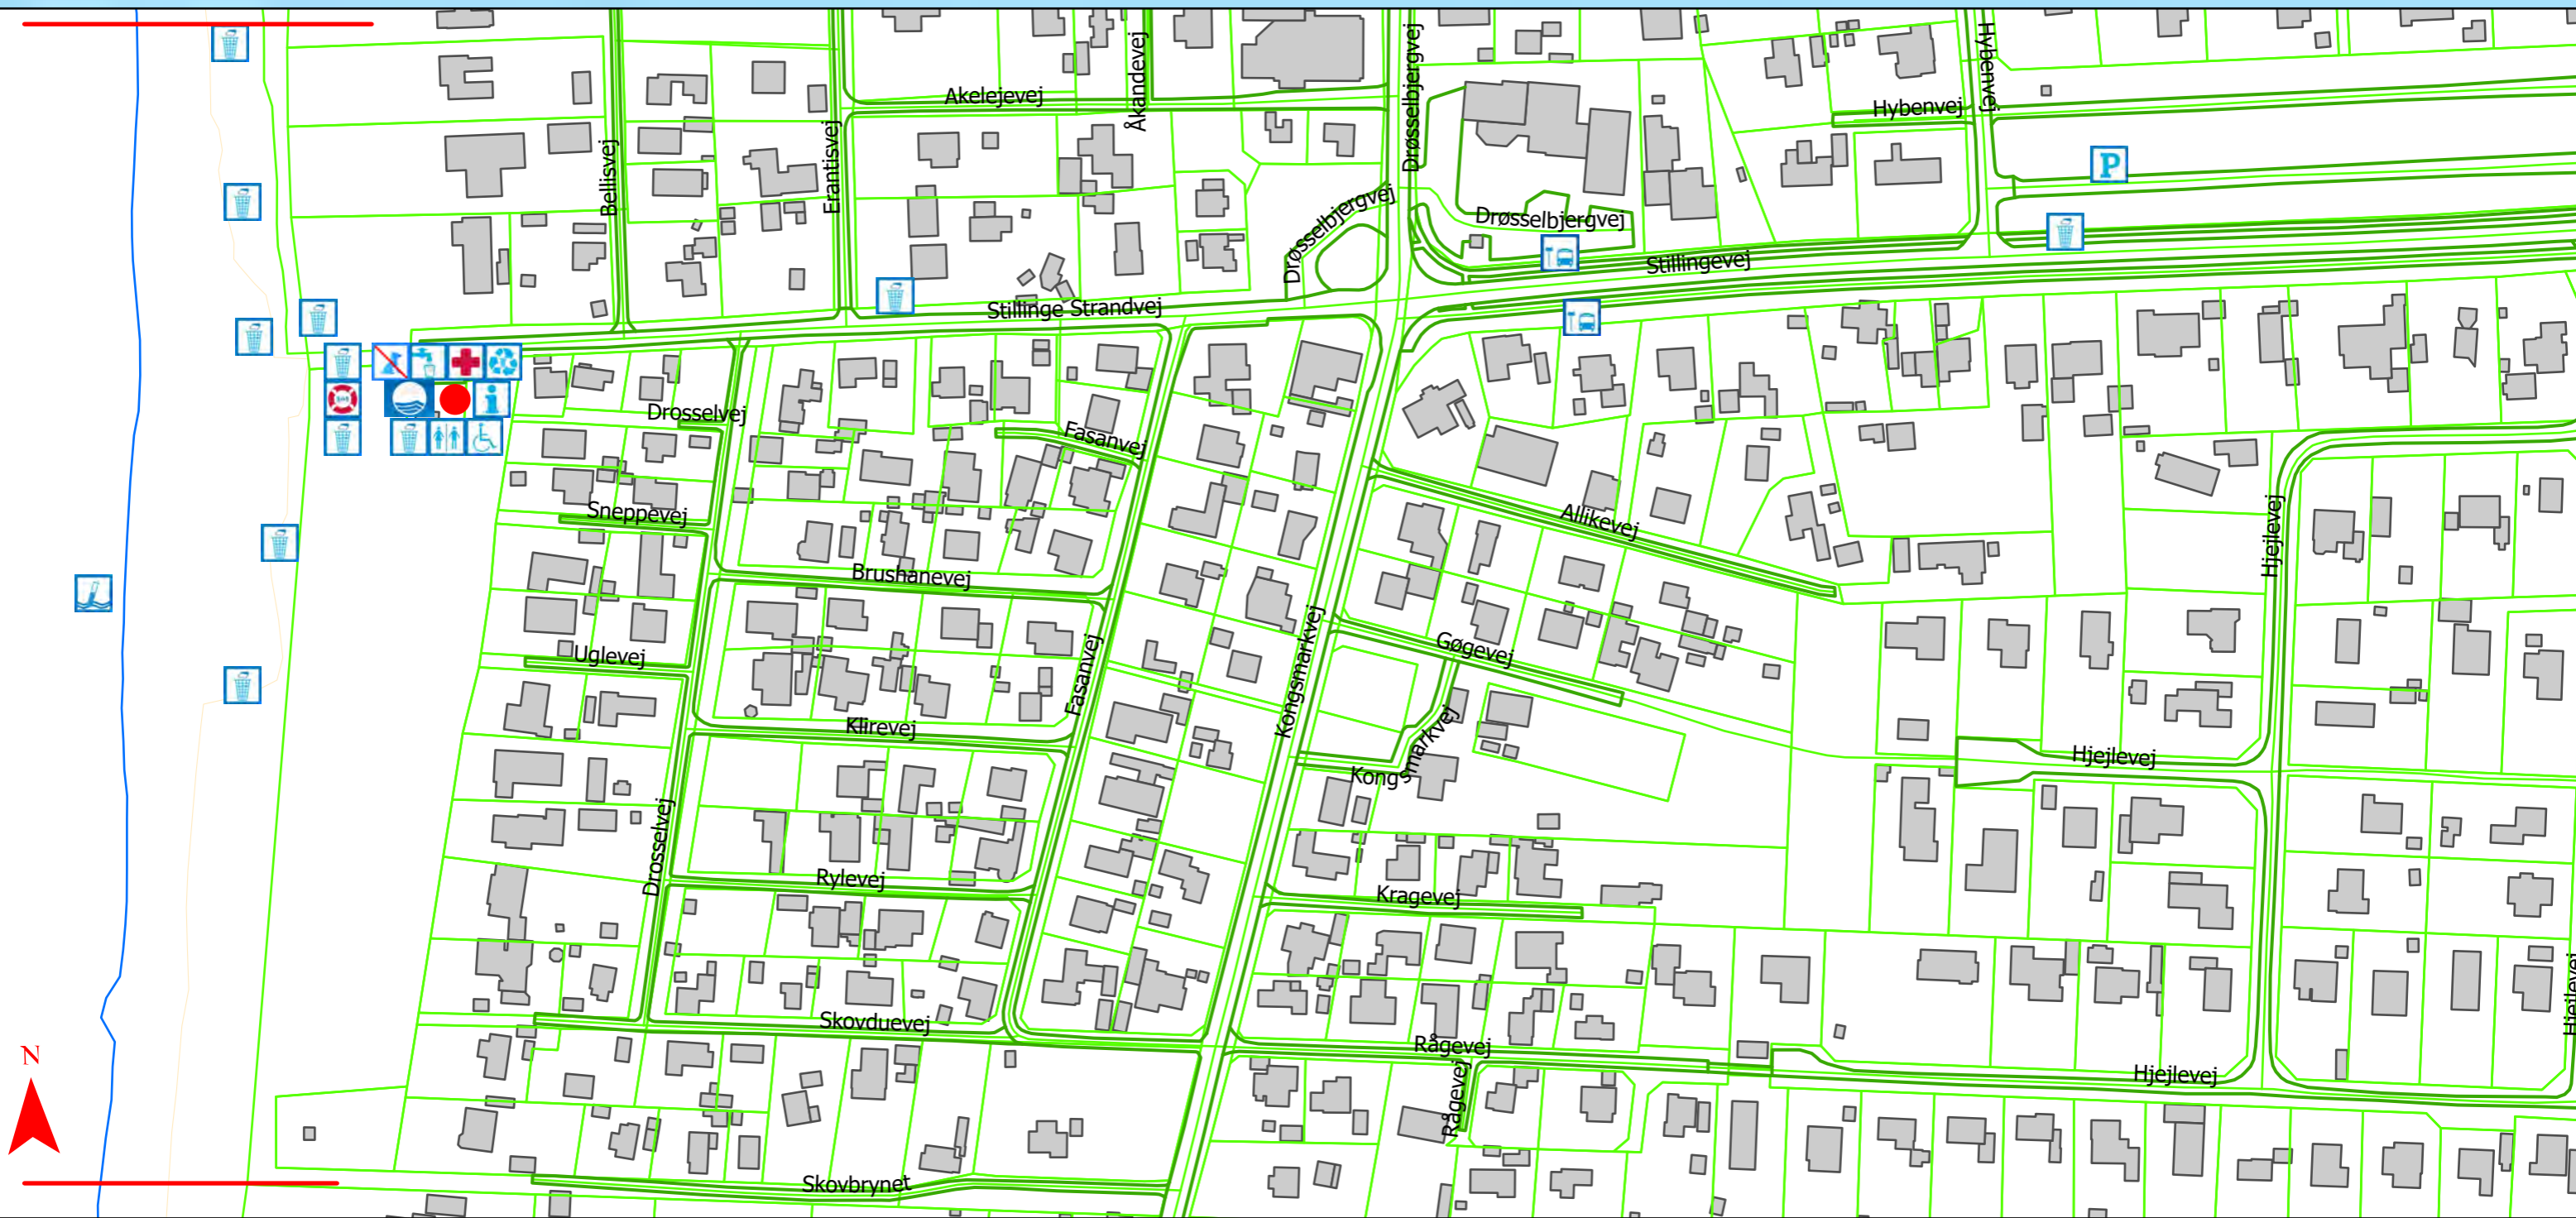 Akelejevej
Åkandevej
Drøsselbjergvej
Hybenvej
Hybenvej
P
Bellisvej
Erantisvej
Drøsselbjergvej
Drøsselbjergvej
Stillingevej
Stillinge Strandvej
i
Drosselvej
Fasanvej
Sneppevej
Allikevej
Hjejlevej
Brushanevej
Uglevej
Fasanvej
Kongsmarkvej
Gøgevej
Klirevej
Kongsmarkvej
Hjejlevej
Drosselvej
Rylevej
Kragevej
Skovduevej
Hjejlevej
Rågevej
N
Rågevej
Hjejlevej
Skovbrynet